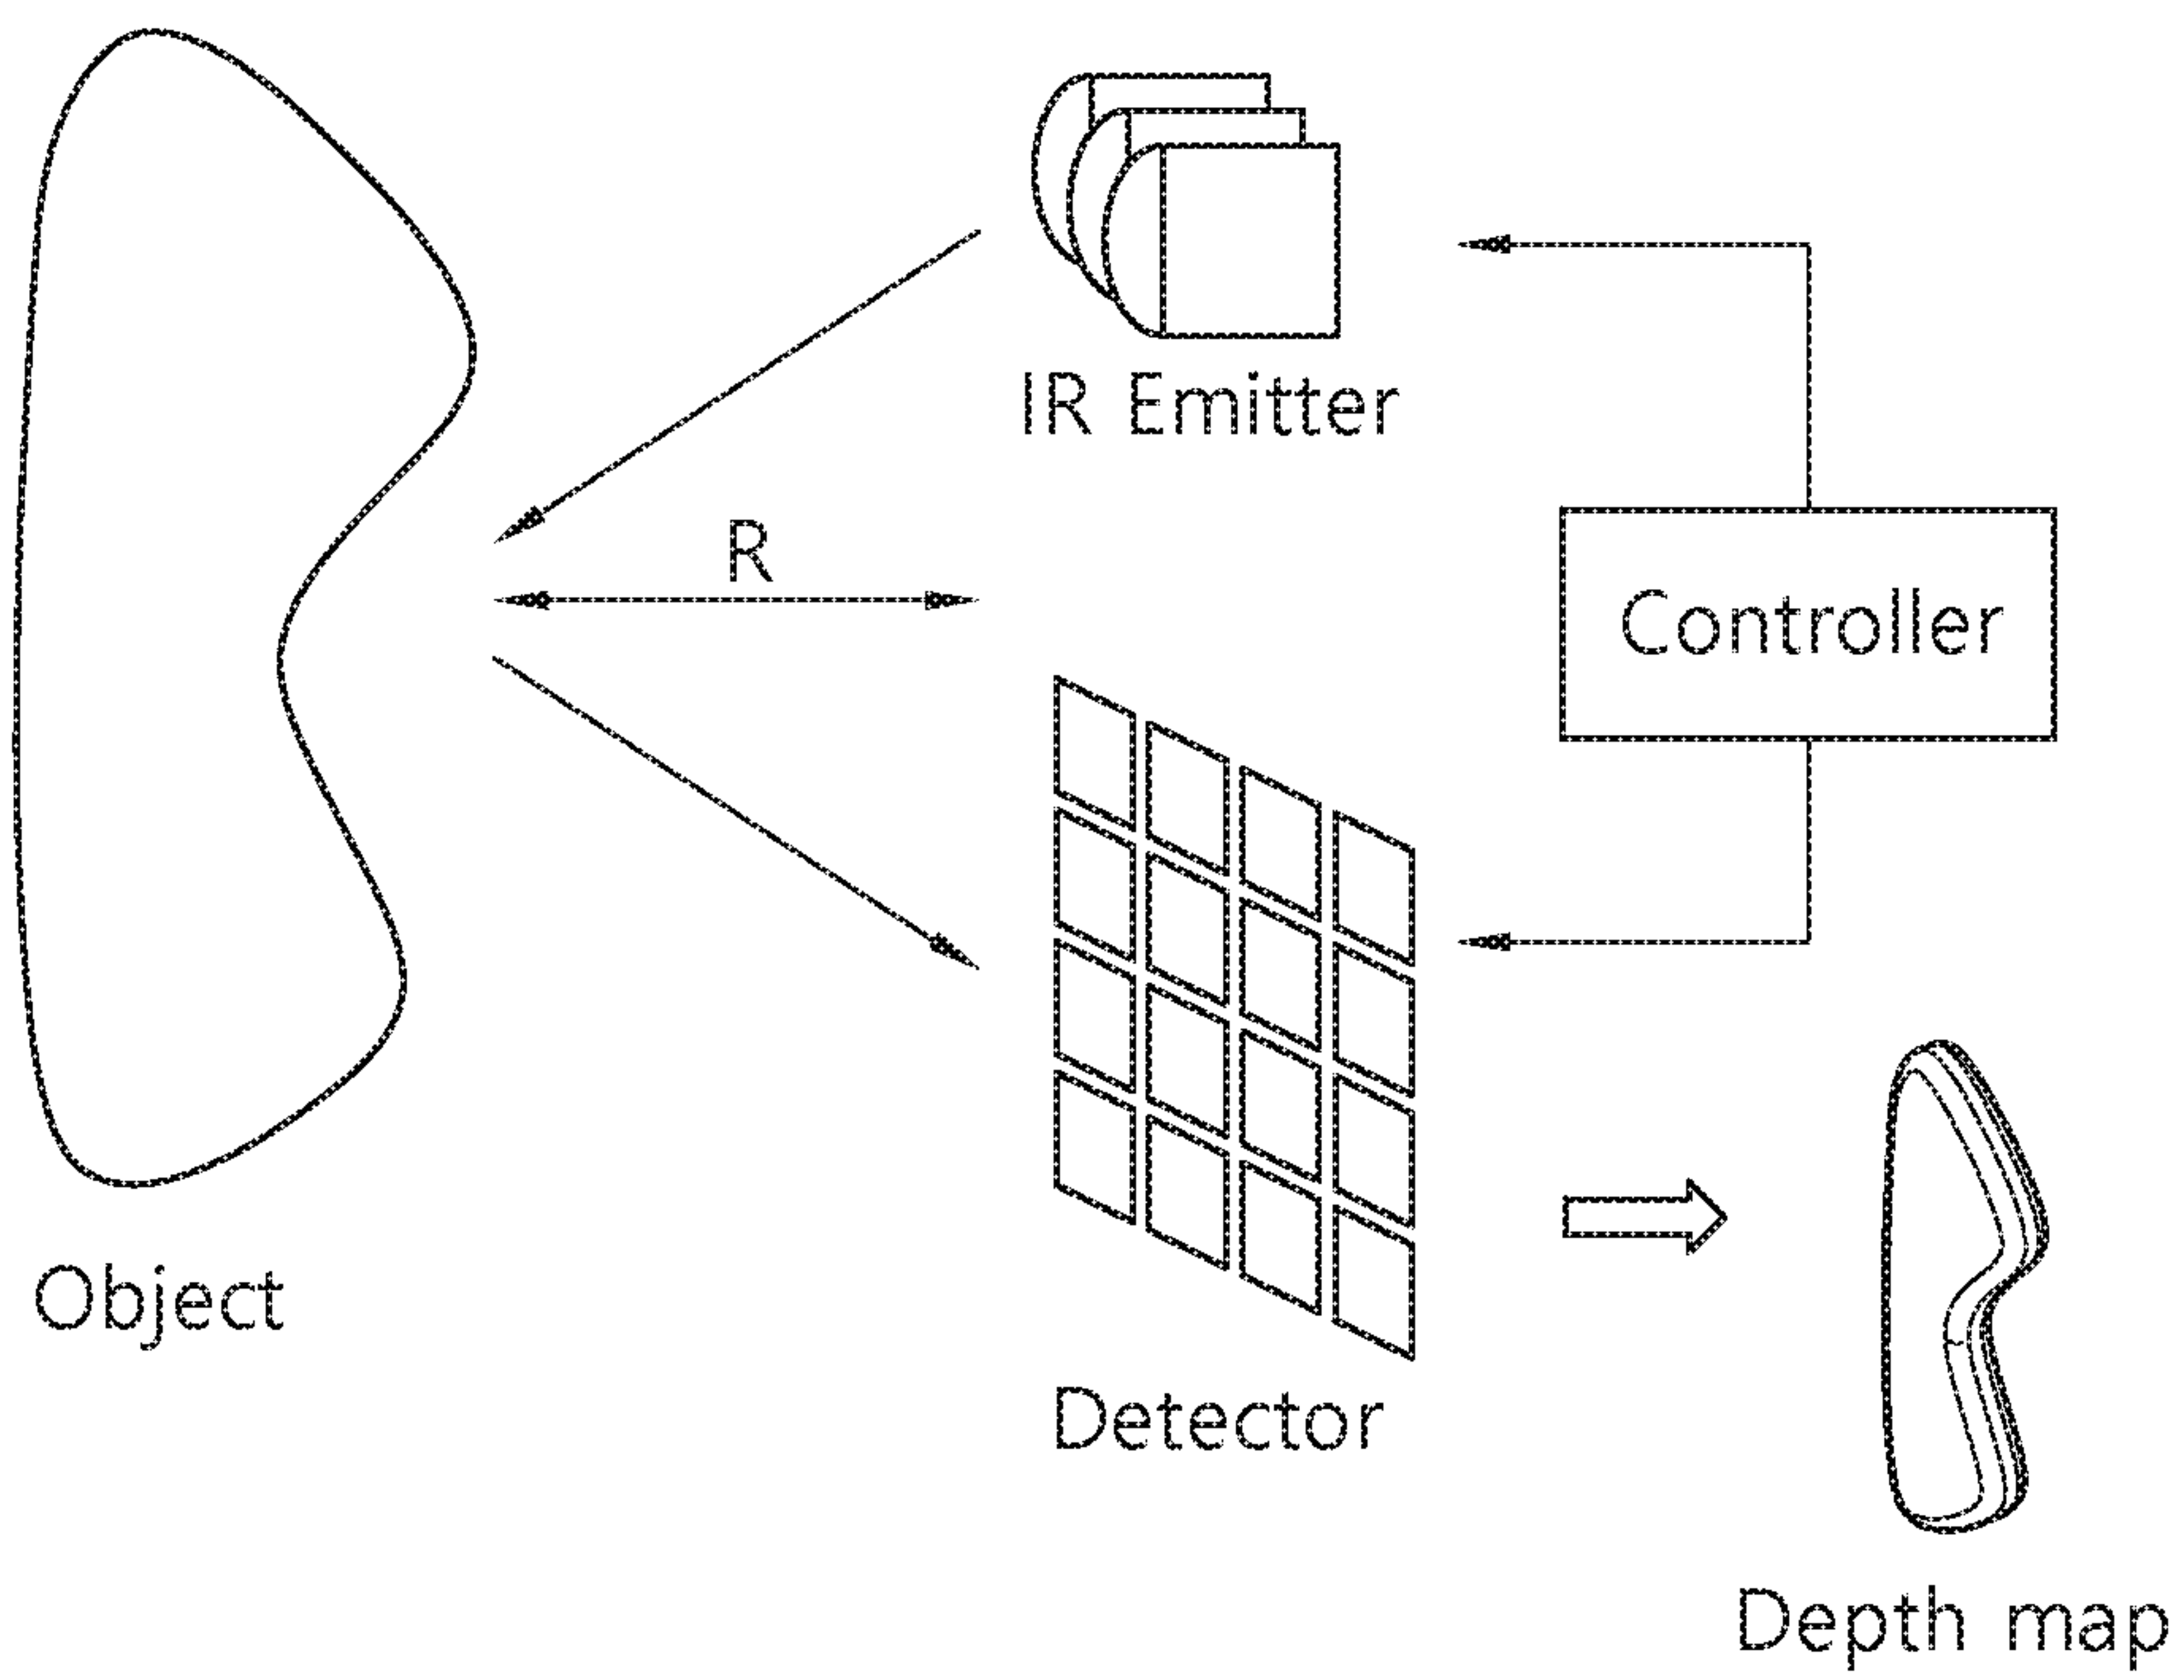 IR Emitter
R
Controller
Object
Detector
Depth map